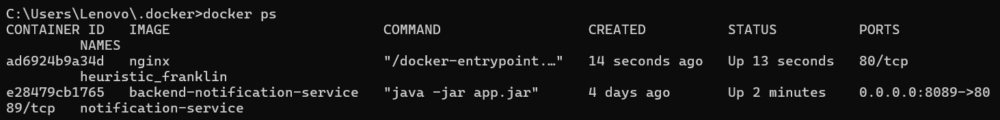 C:\Users\Lenovo\.docker>docker ps
CONTAINER ID   IMAGE                          COMMAND                  CREATED          STATUS          PORTS
         NAMES
ad6924b9a34d   nginx                          "/docker-entrypoint.…"   14 seconds ago   Up 13 seconds   80/tcp
         heuristic_franklin
e28479cb1765   backend-notification-service   "java -jar app.jar"      4 days ago       Up 2 minutes    0.0.0.0:8089->80
89/tcp   notification-service